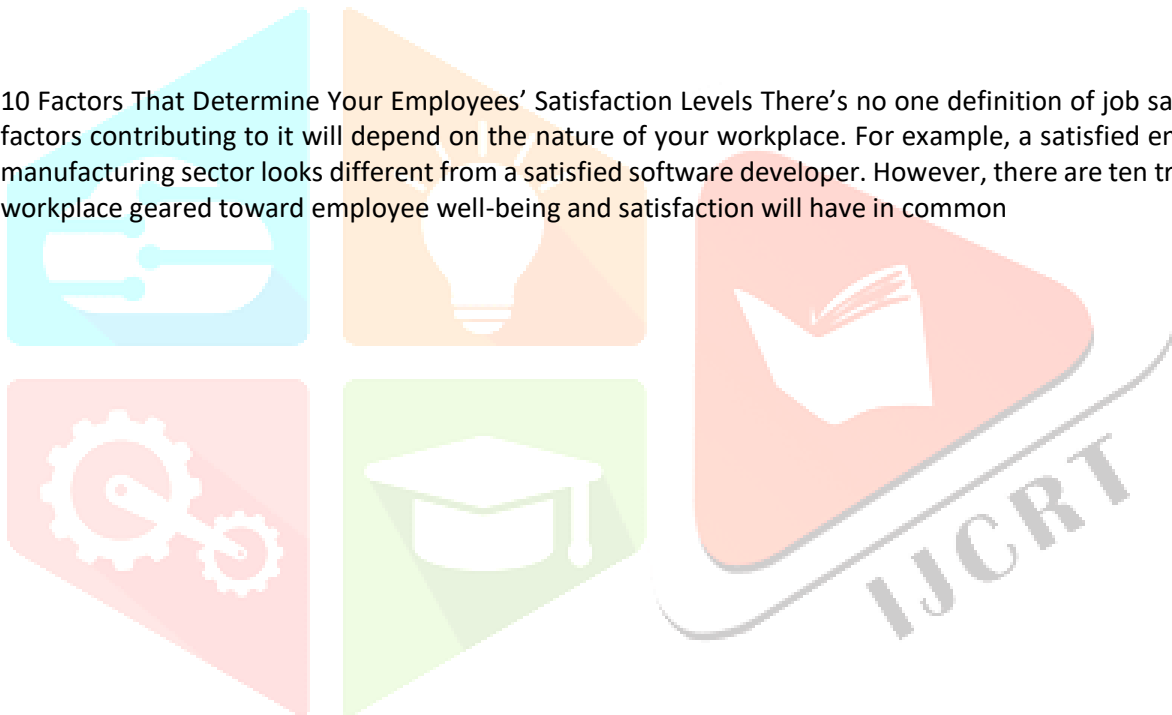 10 Factors That Determine Your Employees’ Satisfaction Levels There’s no one definition of job sa
factors contributing to it will depend on the nature of your workplace. For example, a satisfied er
manufacturing sector looks different from a satisfied software developer. However, there are ten tr
workplace geared toward employee well-being and satisfaction will have in common
IJCRT